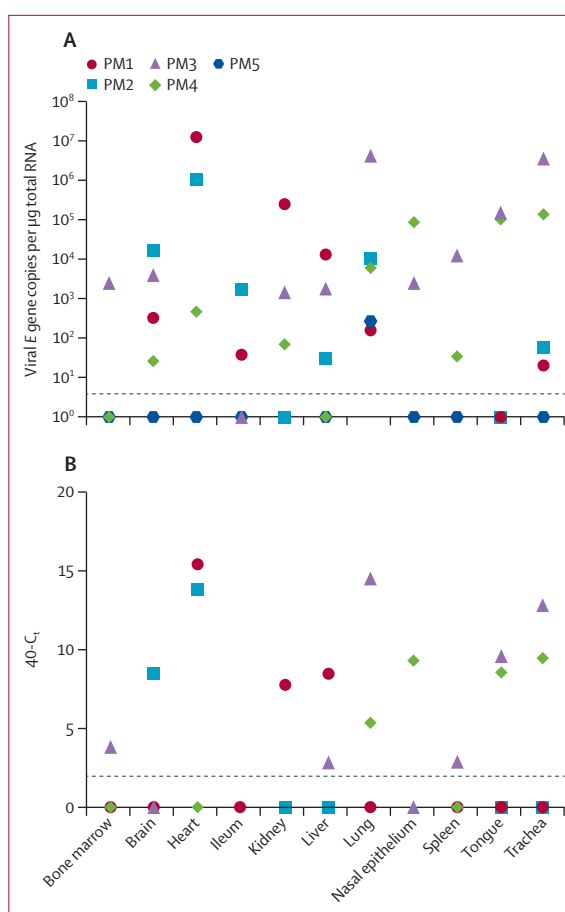 A
PM1 PM3 PM5
PM2 PM4
Viral E gene copies per µg total RNA
10⁸
10⁷
10⁶
10⁵
10⁴
10³
10²
10¹
10⁰
B
40-Cₜ
20
15
10
5
0
Bone marrow
Brain
Heart
Ileum
Kidney
Liver
Lung
Nasal epithelium
Spleen
Tongue
Trachea